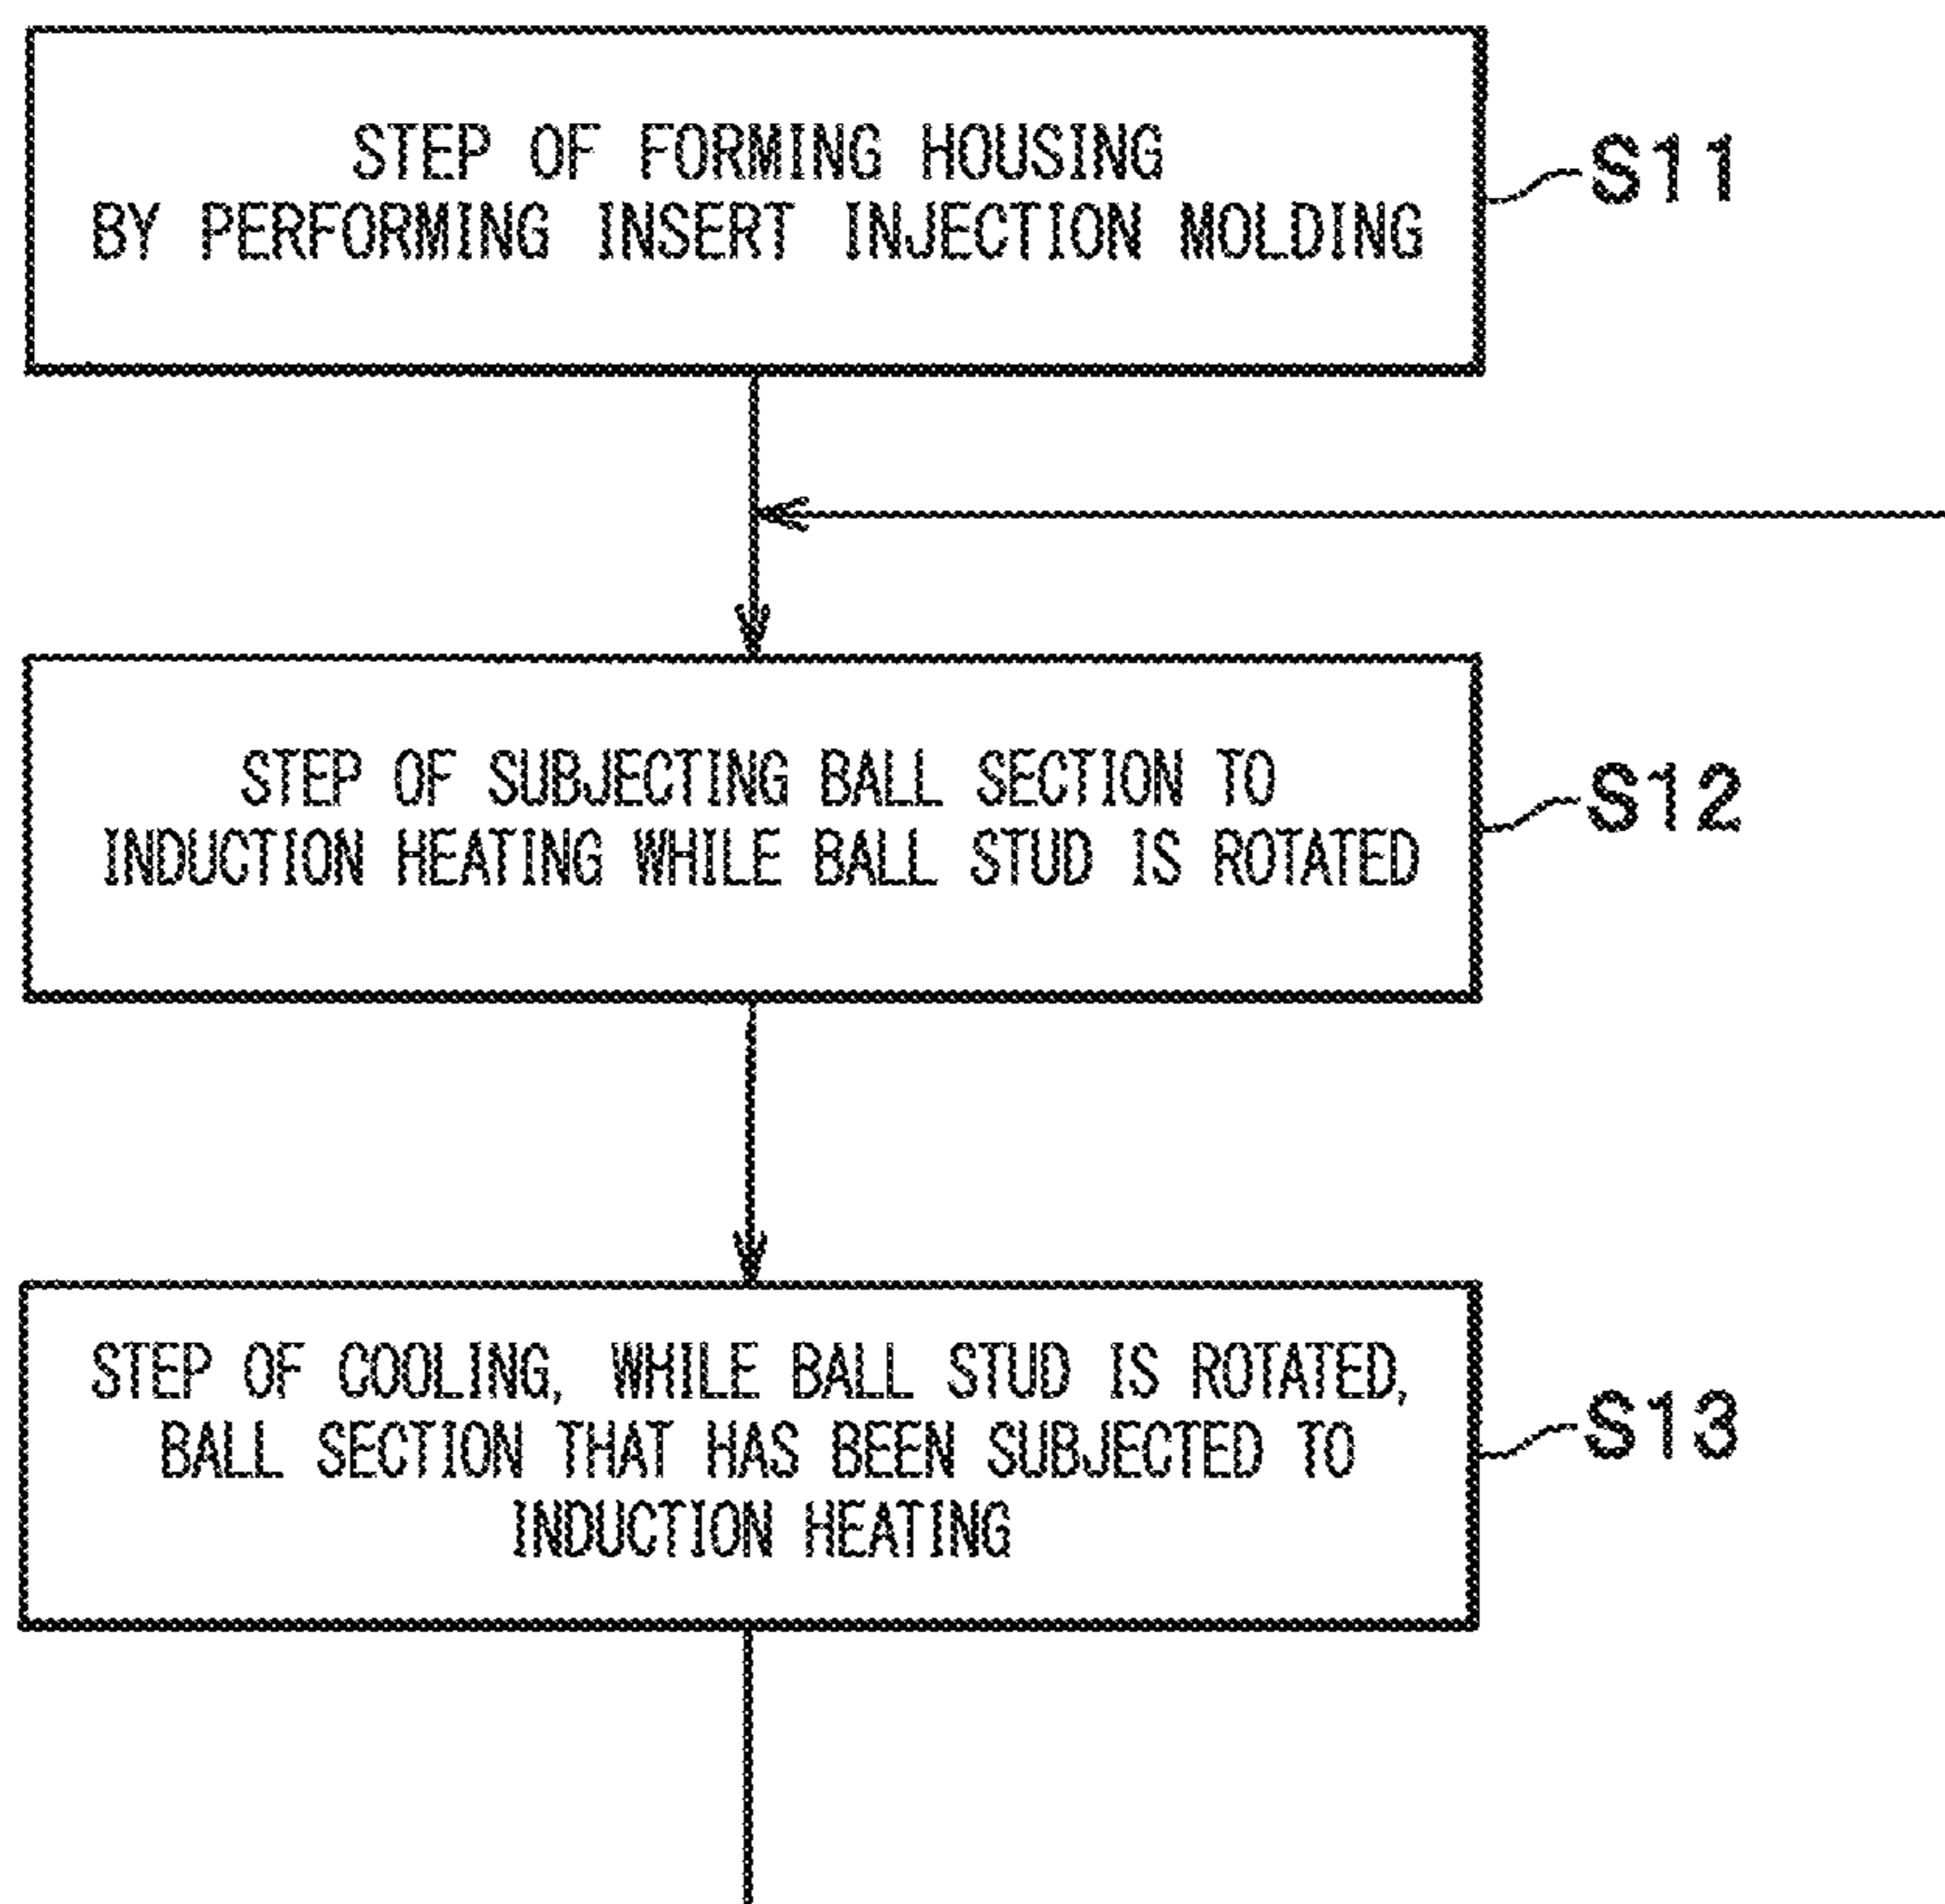 STEP OF FORMING HOUSING
BY PERFORMING INSERT INJECTION MOLDING
S11
STEP OF SUBJECTING BALL SECTION TO
INDUCTION HEATING WHILE BALL STUD IS ROTATED
S12
STEP OF COOLING, WHILE BALL STUD IS ROTATED,
BALL SECTION THAT HAS BEEN SUBJECTED TO
INDUCTION HEATING
S13